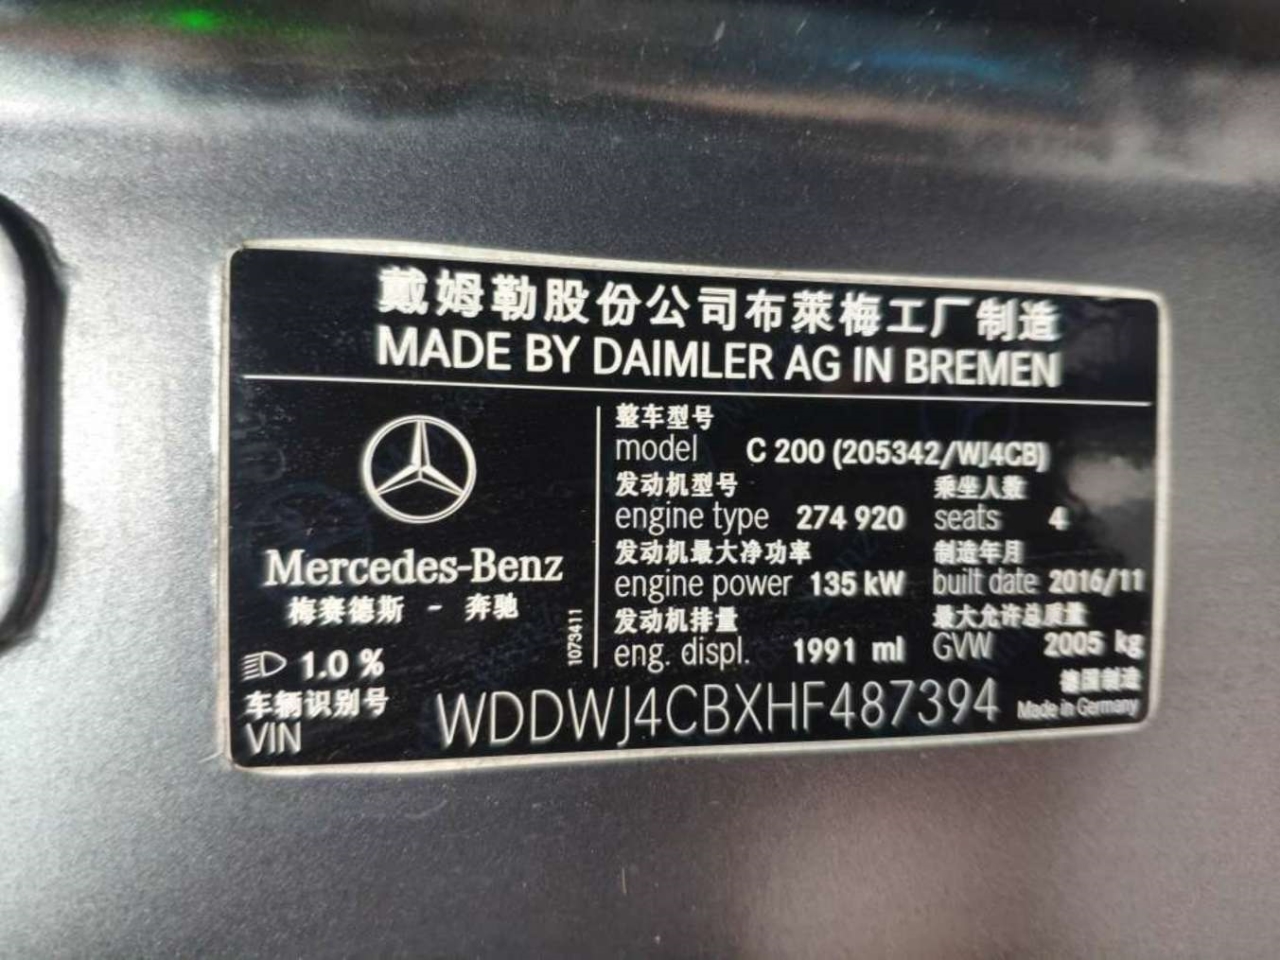 戴姆勒股份公司布莱梅工厂制造
MADE BY DAIMLER AG IN BREMEN
整车型号
model C 200 (205342/WJ4CB)
发动机型号 乘坐人数
engine type 274 920 seats 4
发动机最大净功率 制造年月
engine power 135 kW built date 2016/11
发动机排量 最大允许总质量
eng. displ. 1991 ml GVW 2005 kg
Mercedes-Benz
梅赛德斯 - 奔驰
1073411
1.0 %
德国制造
Made in Germany
车辆识别号
VIN WDDWJ4CBXHF487394